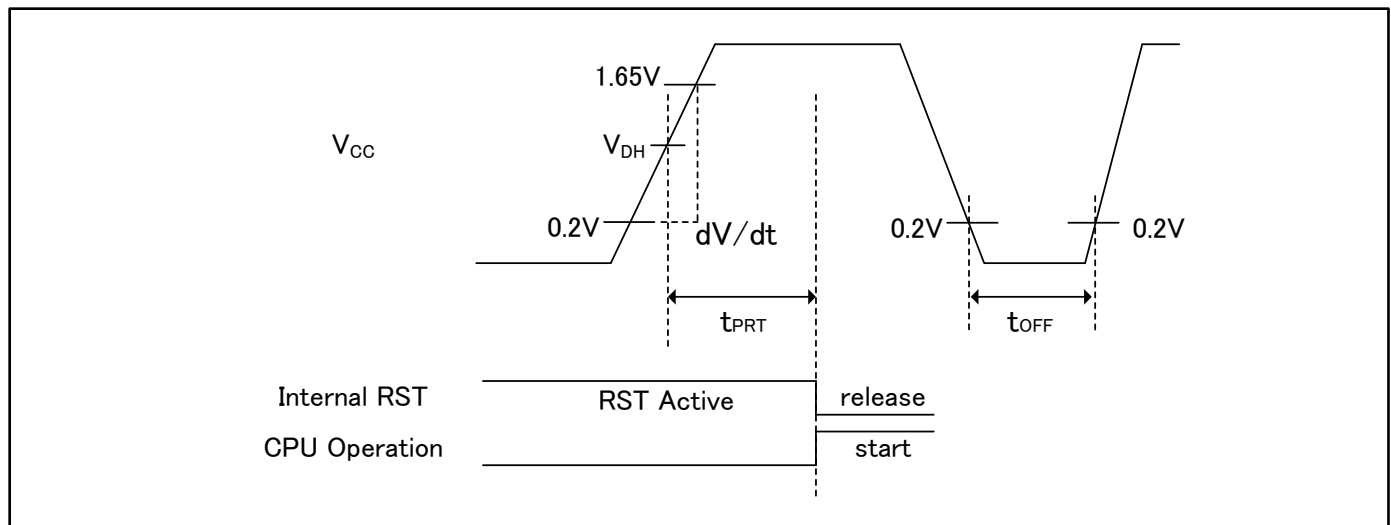 1.65V
VCC
VDH
0.2V
dV/dt
0.2V
0.2V
tPRT
tOFF
Internal RST
RST Active
release
CPU Operation
start